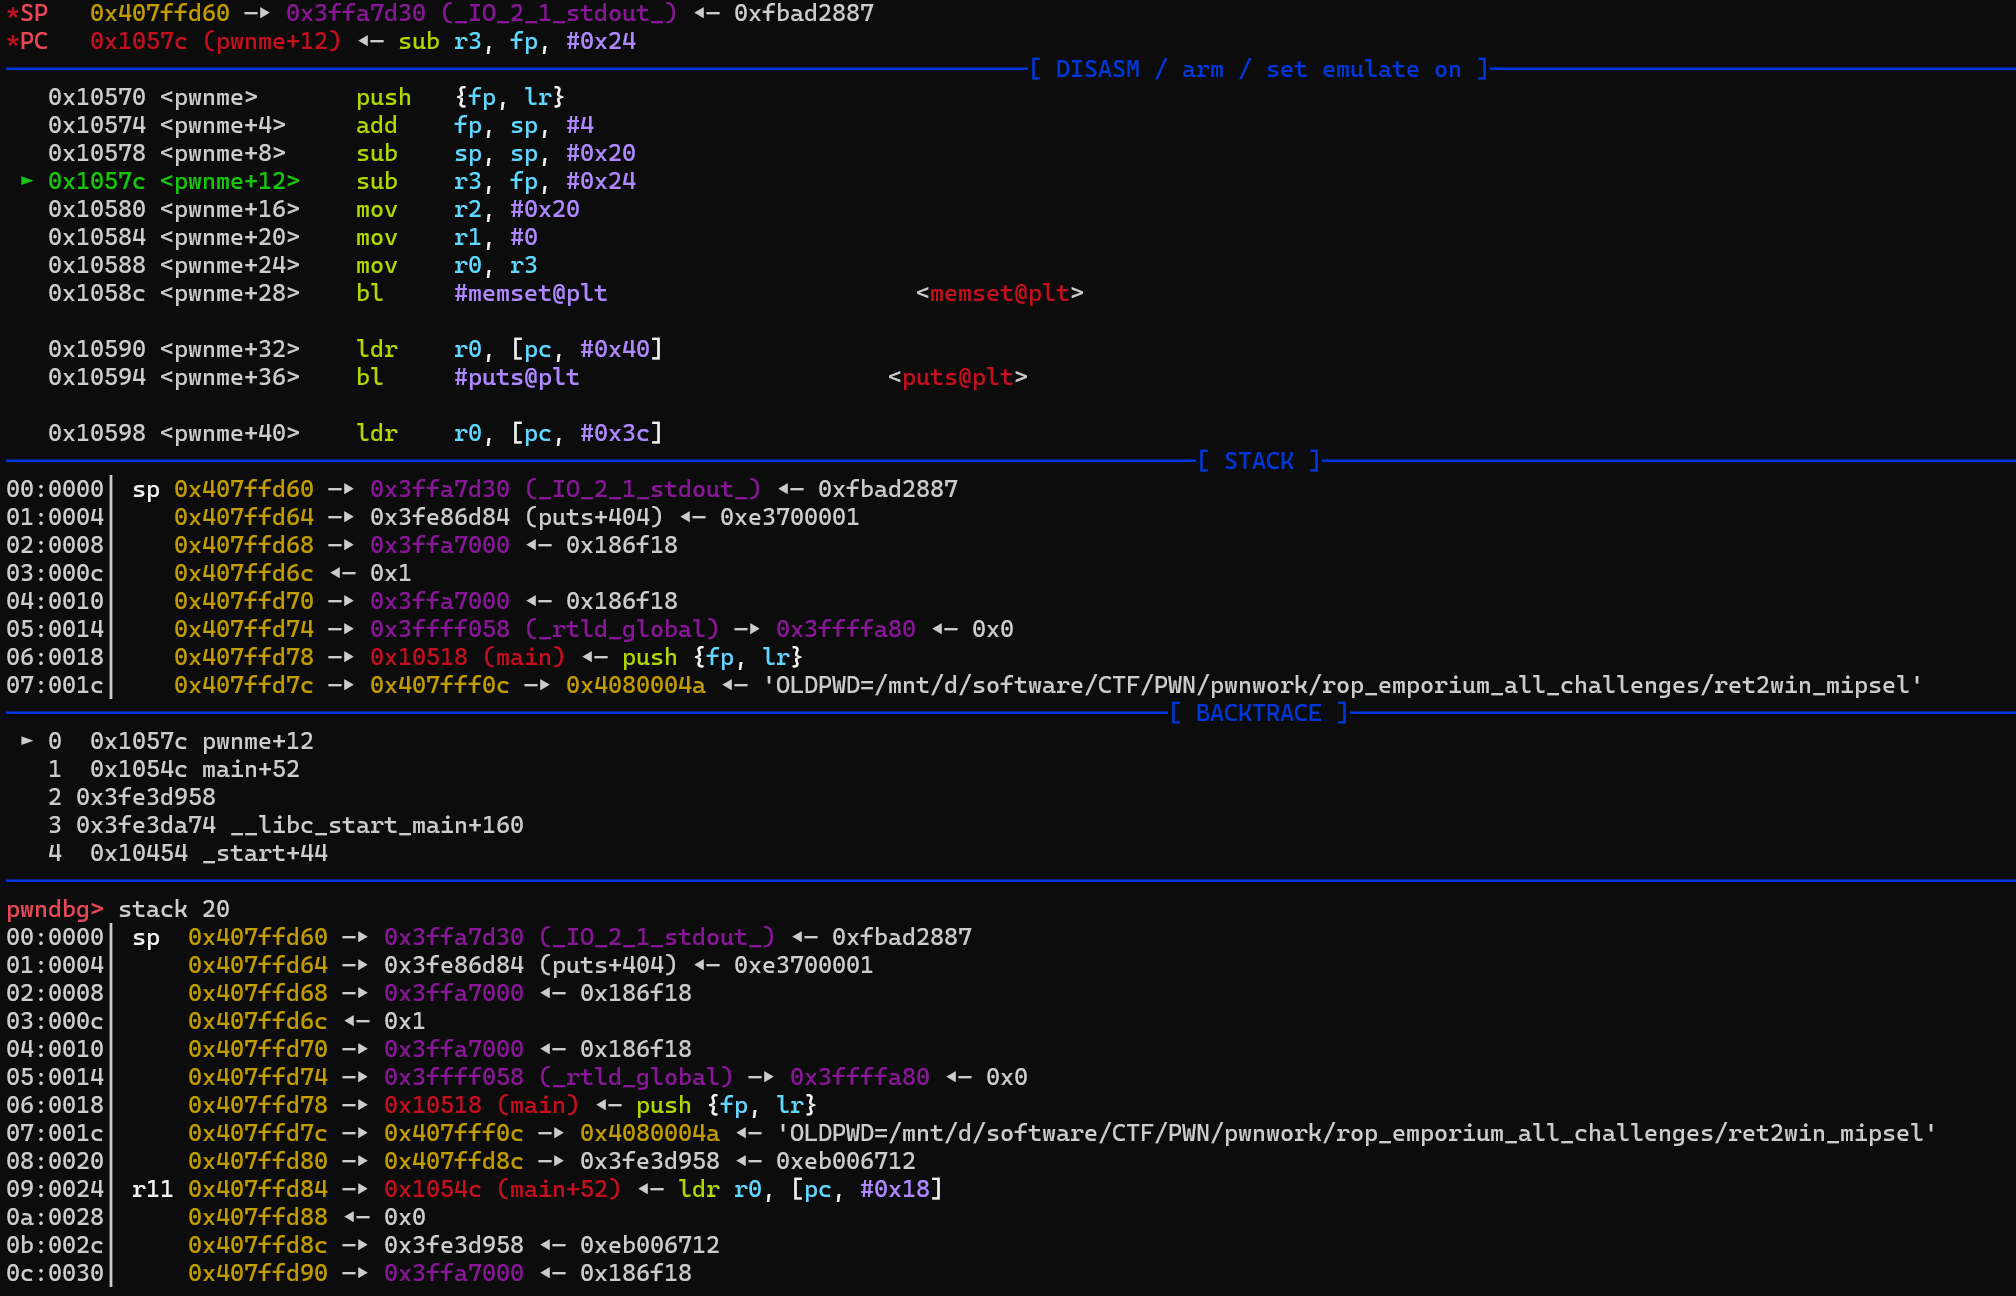 *SP   0x407ffd60 —▸ 0x3ffa7d30 (_IO_2_1_stdout_) ◂— 0xfbad2887
*PC   0x1057c (pwnme+12) ◂— sub r3, fp, #0x24
[ DISASM / arm / set emulate on ]
   0x10570 <pwnme>       push   {fp, lr}
   0x10574 <pwnme+4>     add    fp, sp, #4
   0x10578 <pwnme+8>     sub    sp, sp, #0x20
 ► 0x1057c <pwnme+12>    sub    r3, fp, #0x24
   0x10580 <pwnme+16>    mov    r2, #0x20
   0x10584 <pwnme+20>    mov    r1, #0
   0x10588 <pwnme+24>    mov    r0, r3
   0x1058c <pwnme+28>    bl     #memset@plt                      <memset@plt>
   0x10590 <pwnme+32>    ldr    r0, [pc, #0x40]
   0x10594 <pwnme+36>    bl     #puts@plt                      <puts@plt>
   0x10598 <pwnme+40>    ldr    r0, [pc, #0x3c]
[ STACK ]
00:0000│ sp 0x407ffd60 —▸ 0x3ffa7d30 (_IO_2_1_stdout_) ◂— 0xfbad2887
01:0004│    0x407ffd64 —▸ 0x3fe86d84 (puts+404) ◂— 0xe3700001
02:0008│    0x407ffd68 —▸ 0x3ffa7000 ◂— 0x186f18
03:000c│    0x407ffd6c ◂— 0x1
04:0010│    0x407ffd70 —▸ 0x3ffa7000 ◂— 0x186f18
05:0014│    0x407ffd74 —▸ 0x3ffff058 (_rtld_global) —▸ 0x3ffffa80 ◂— 0x0
06:0018│    0x407ffd78 —▸ 0x10518 (main) ◂— push {fp, lr}
07:001c│    0x407ffd7c —▸ 0x407fff0c —▸ 0x4080004a ◂— 'OLDPWD=/mnt/d/software/CTF/PWN/pwnwork/rop_emporium_all_challenges/ret2win_mipsel'
[ BACKTRACE ]
 ► 0  0x1057c pwnme+12
   1  0x1054c main+52
   2 0x3fe3d958
   3 0x3fe3da74 __libc_start_main+160
   4  0x10454 _start+44
pwndbg> stack 20
00:0000│ sp  0x407ffd60 —▸ 0x3ffa7d30 (_IO_2_1_stdout_) ◂— 0xfbad2887
01:0004│     0x407ffd64 —▸ 0x3fe86d84 (puts+404) ◂— 0xe3700001
02:0008│     0x407ffd68 —▸ 0x3ffa7000 ◂— 0x186f18
03:000c│     0x407ffd6c ◂— 0x1
04:0010│     0x407ffd70 —▸ 0x3ffa7000 ◂— 0x186f18
05:0014│     0x407ffd74 —▸ 0x3ffff058 (_rtld_global) —▸ 0x3ffffa80 ◂— 0x0
06:0018│     0x407ffd78 —▸ 0x10518 (main) ◂— push {fp, lr}
07:001c│     0x407ffd7c —▸ 0x407fff0c —▸ 0x4080004a ◂— 'OLDPWD=/mnt/d/software/CTF/PWN/pwnwork/rop_emporium_all_challenges/ret2win_mipsel'
08:0020│     0x407ffd80 —▸ 0x407ffd8c —▸ 0x3fe3d958 ◂— 0xeb006712
09:0024│ r11 0x407ffd84 —▸ 0x1054c (main+52) ◂— ldr r0, [pc, #0x18]
0a:0028│     0x407ffd88 ◂— 0x0
0b:002c│     0x407ffd8c —▸ 0x3fe3d958 ◂— 0xeb006712
0c:0030│     0x407ffd90 —▸ 0x3ffa7000 ◂— 0x186f18